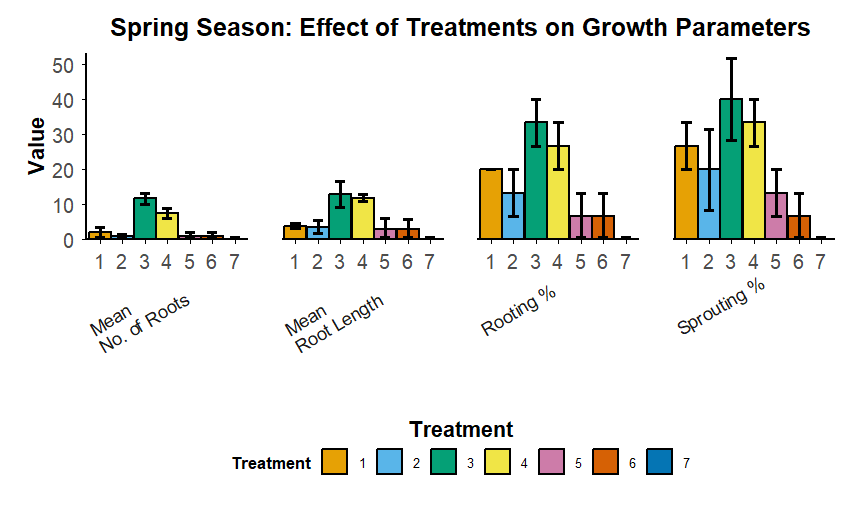 Spring Season: Effect of Treatments on Growth Parameters
Value
50
40
30
20
10
0
1 2 3 4 5 6 7
1 2 3 4 5 6 7
1 2 3 4 5 6 7
1 2 3 4 5 6 7
Mean
No. of Roots
Mean
Root Length
Rooting %
Sprouting %
Treatment
Treatment 1 2 3 4 5 6 7